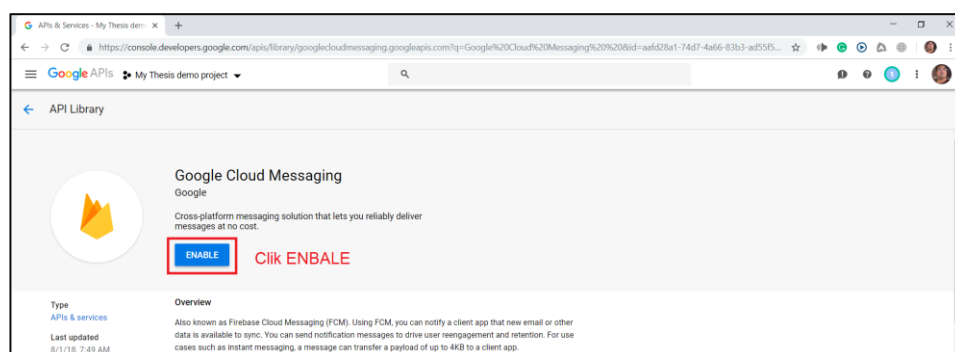 APIs & Services - My Thesis dem
https://console.developers.google.com/apis/library/googlecloudmessaging.googleapis.com?q=Google%20Cloud%20Messaging%20%20&id=aafd28a1-74d7-4a66-83b3-ad55f5...
Google APIs My Thesis demo project
API Library
Google Cloud Messaging
Google
Cross-platform messaging solution that lets you reliably deliver
messages at no cost.
ENABLE Clik ENBALE
Type
APIs & services
Last updated
8/1/18, 7:49 AM
Overview
Also known as Firebase Cloud Messaging (FCM). Using FCM, you can notify a client app that new email or other
data is available to sync. You can send notification messages to drive user reengagement and retention. For use
cases such as instant messaging, a message can transfer a payload of up to 4KB to a client app.